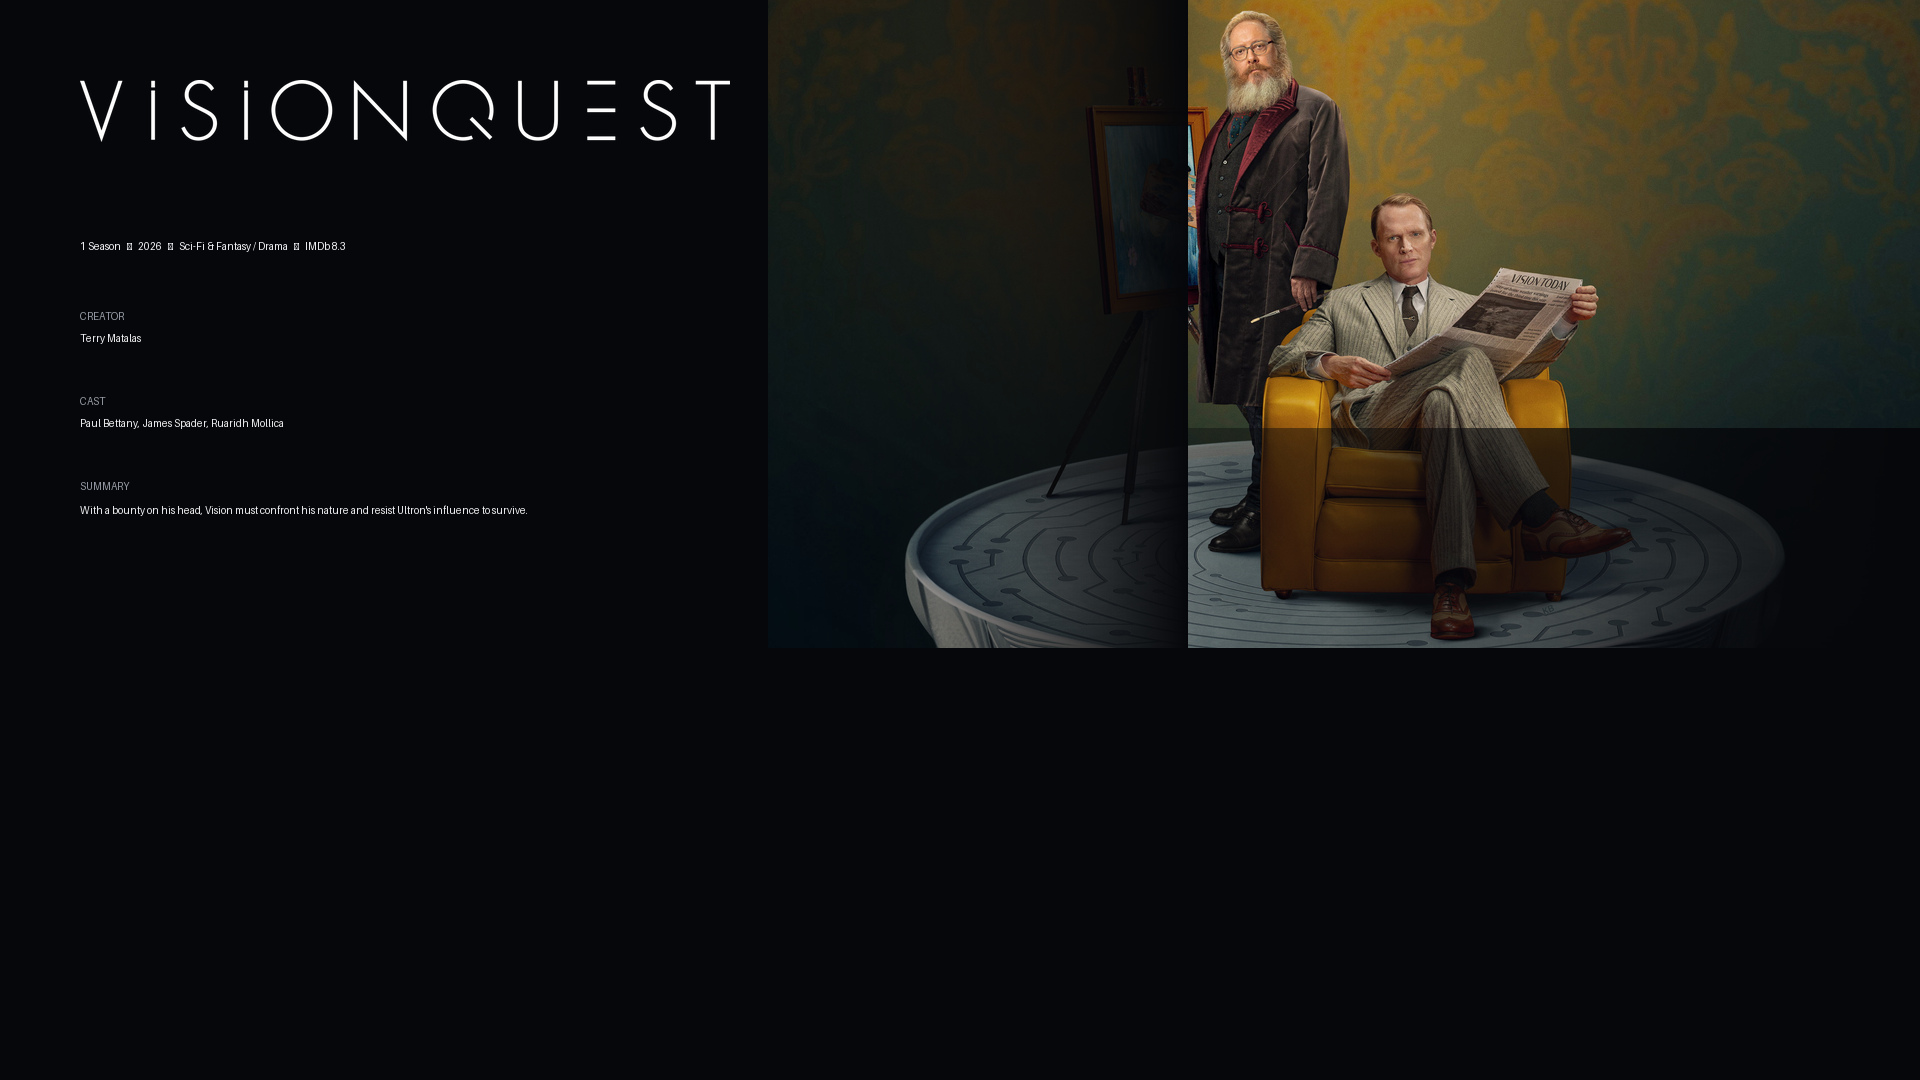 ViSiONQUEST
1 Season 2026 Sci-Fi & Fantasy / Drama IMDb 8.3
CREATOR
Terry Matalas
CAST
Paul Bettany, James Spader, Ruaridh Mollica
SUMMARY
With a bounty on his head, Vision must confront his nature and resist Ultron's influence to survive.
VISION TODAY